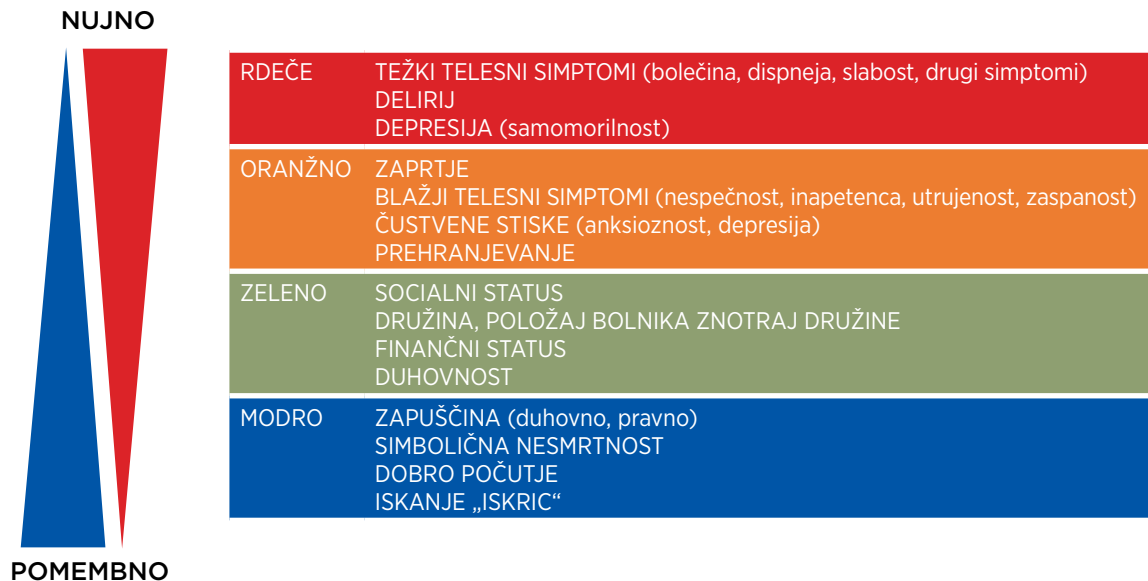 NUJNO
RDEČE TEŽKI TELESNI SIMPTOMI (bolečina, dispneja, slabost, drugi simptomi)
DELIRIJ
DEPRESIJA (samomorilnost)
ORANŽNO ZAPRTJE
BLAŽJI TELESNI SIMPTOMI (nespečnost, inapetenca, utrujenost, zaspanost)
ČUSTVENE STISKE (anksioznost, depresija)
PREHRANJEVANJE
ZELENO SOCIALNI STATUS
DRUŽINA, POLOŽAJ BOLNIKA ZNOTRAJ DRUŽINE
FINANČNI STATUS
DUHOVNOST
MODRO ZAPUŠČINA (duhovno, pravno)
SIMBOLIČNA NESMRTNOST
DOBRO POČUTJE
ISKANJE „ISKRIC“
POMEMBNO